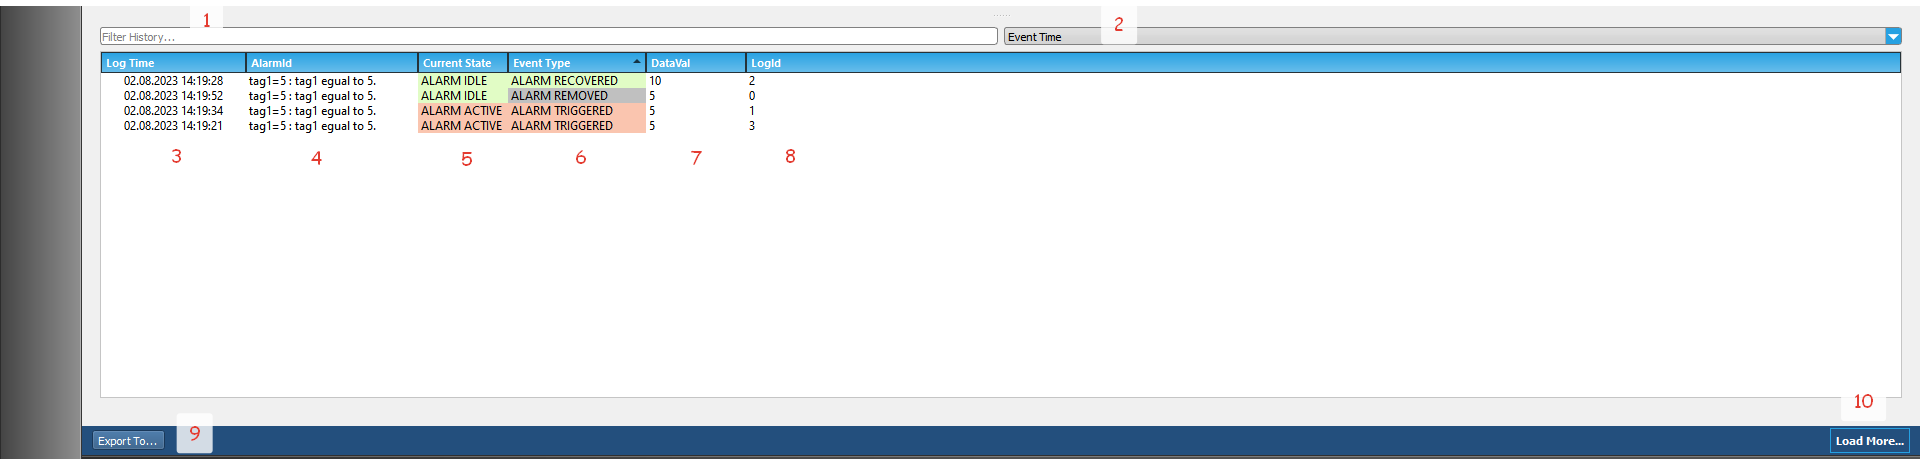 1
2
Filter History...
Event Time
Log Time AlarmId Current State Event Type DataVal LogId
02.08.2023 14:19:28 tag1=5 : tag1 equal to 5. ALARM IDLE ALARM RECOVERED 10 2
02.08.2023 14:19:52 tag1=5 : tag1 equal to 5. ALARM IDLE ALARM REMOVED 5 0
02.08.2023 14:19:34 tag1=5 : tag1 equal to 5. ALARM ACTIVE ALARM TRIGGERED 5 1
02.08.2023 14:19:21 tag1=5 : tag1 equal to 5. ALARM ACTIVE ALARM TRIGGERED 5 3
3 4 5 6 7 8
10
9
Export To... Load More...